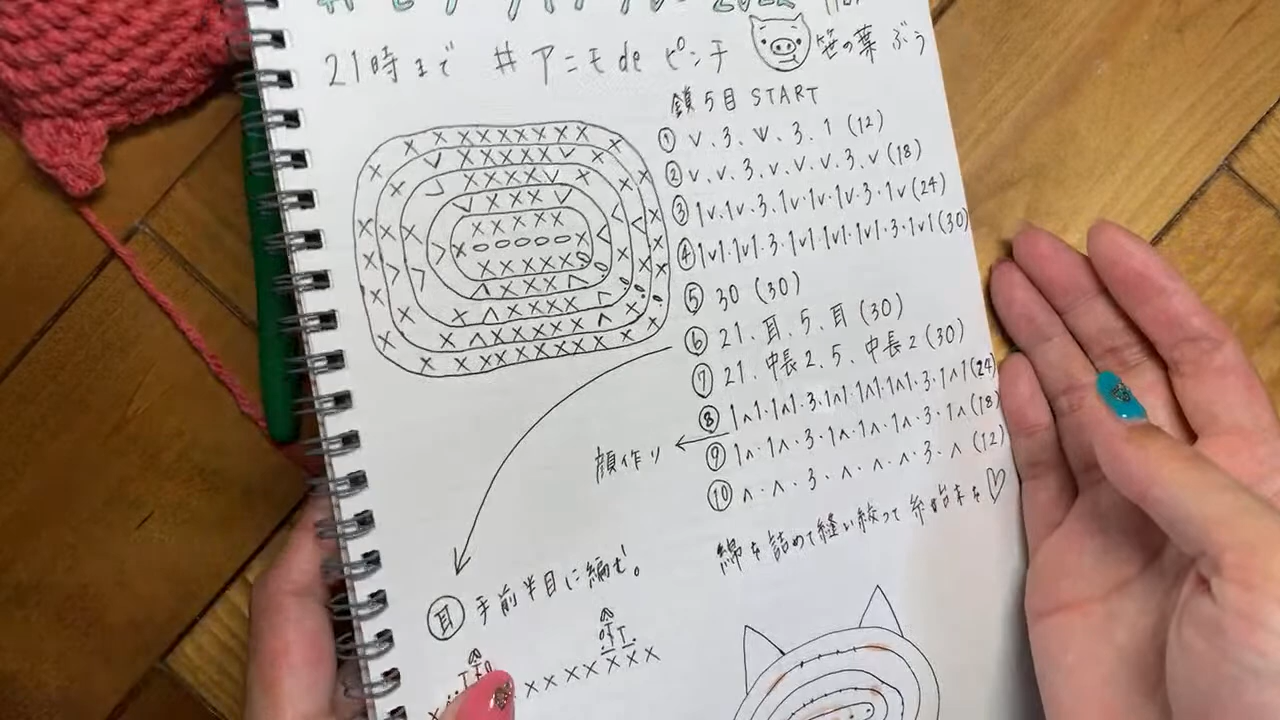 21時まで #アニモdeピンチ 笹の葉 ぶぅ
鎖5目 START
① V.3.W.3.1 (12)
② V.V.3.V.V.V.3.V (18)
③ 1V.1V.3.1V.1V.1V.3.1V (24)
④ 1V1.1V1.3.1V1.1V1.1V1.3.1V1 (30)
⑤ 30 (30)
⑥ 21.耳.5.耳 (30)
⑦ 21.中長2.5.中長2 (30)
⑧ 1∧1.1∧1.3.1∧1.1∧1.1∧1.3.1∧1 (24)
⑨ 1∧.1∧.3.1∧.1∧.1∧.3.1∧ (18)
顔作り
⑩ ∧.∧.3.∧.∧.∧.3.∧ (12)
綿を詰めて縫い絞って糸始末を♡
耳 手前半目に編む。